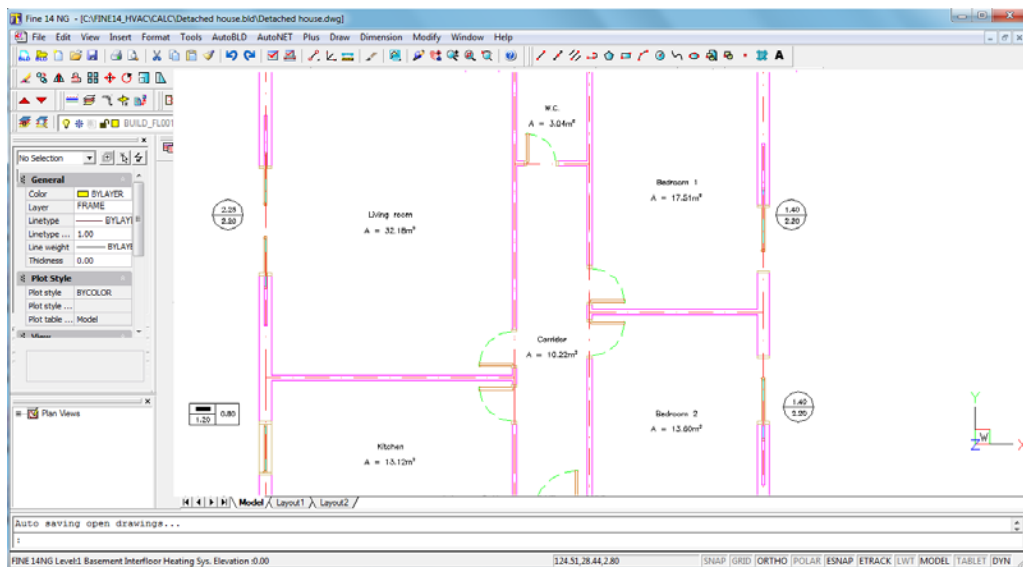 Fine 14 NG - [C:\FINE14_HVAC\CALC\Detached house.bld\Detached house.dwg]
File Edit View Insert Format Tools AutoBLD AutoNET Plus Draw Dimension Modify Window Help
BUILD_FL001
No Selection
General
Color BYLAYER
Layer FRAME
Linetype BYLAYI
Linetype ... 1.00
Line weight BYLAYE
Thickness 0.00
Plot Style
Plot style BYCOLOR
Plot style ...
Plot table ... Model
View
Plan Views
W.C.
A = 3.04m²
Bedroom 1
A = 17.51m²
Living room
A = 32.18m²
2.20
1.40
2.20
Corridor
A = 10.22m²
1.20 0.80
Bedroom 2
A = 13.60m²
1.40
2.20
Kitchen
A = 13.12m²
Y
W
Z X
Model Layout1 Layout2
Auto saving open drawings...
:
FINE 14NG Level:1 Basement Interfloor Heating Sys. Elevation :0.00 124.51,28.44,2.80 SNAP GRID ORTHO POLAR ESNAP ETRACK LWT MODEL TABLET DYN